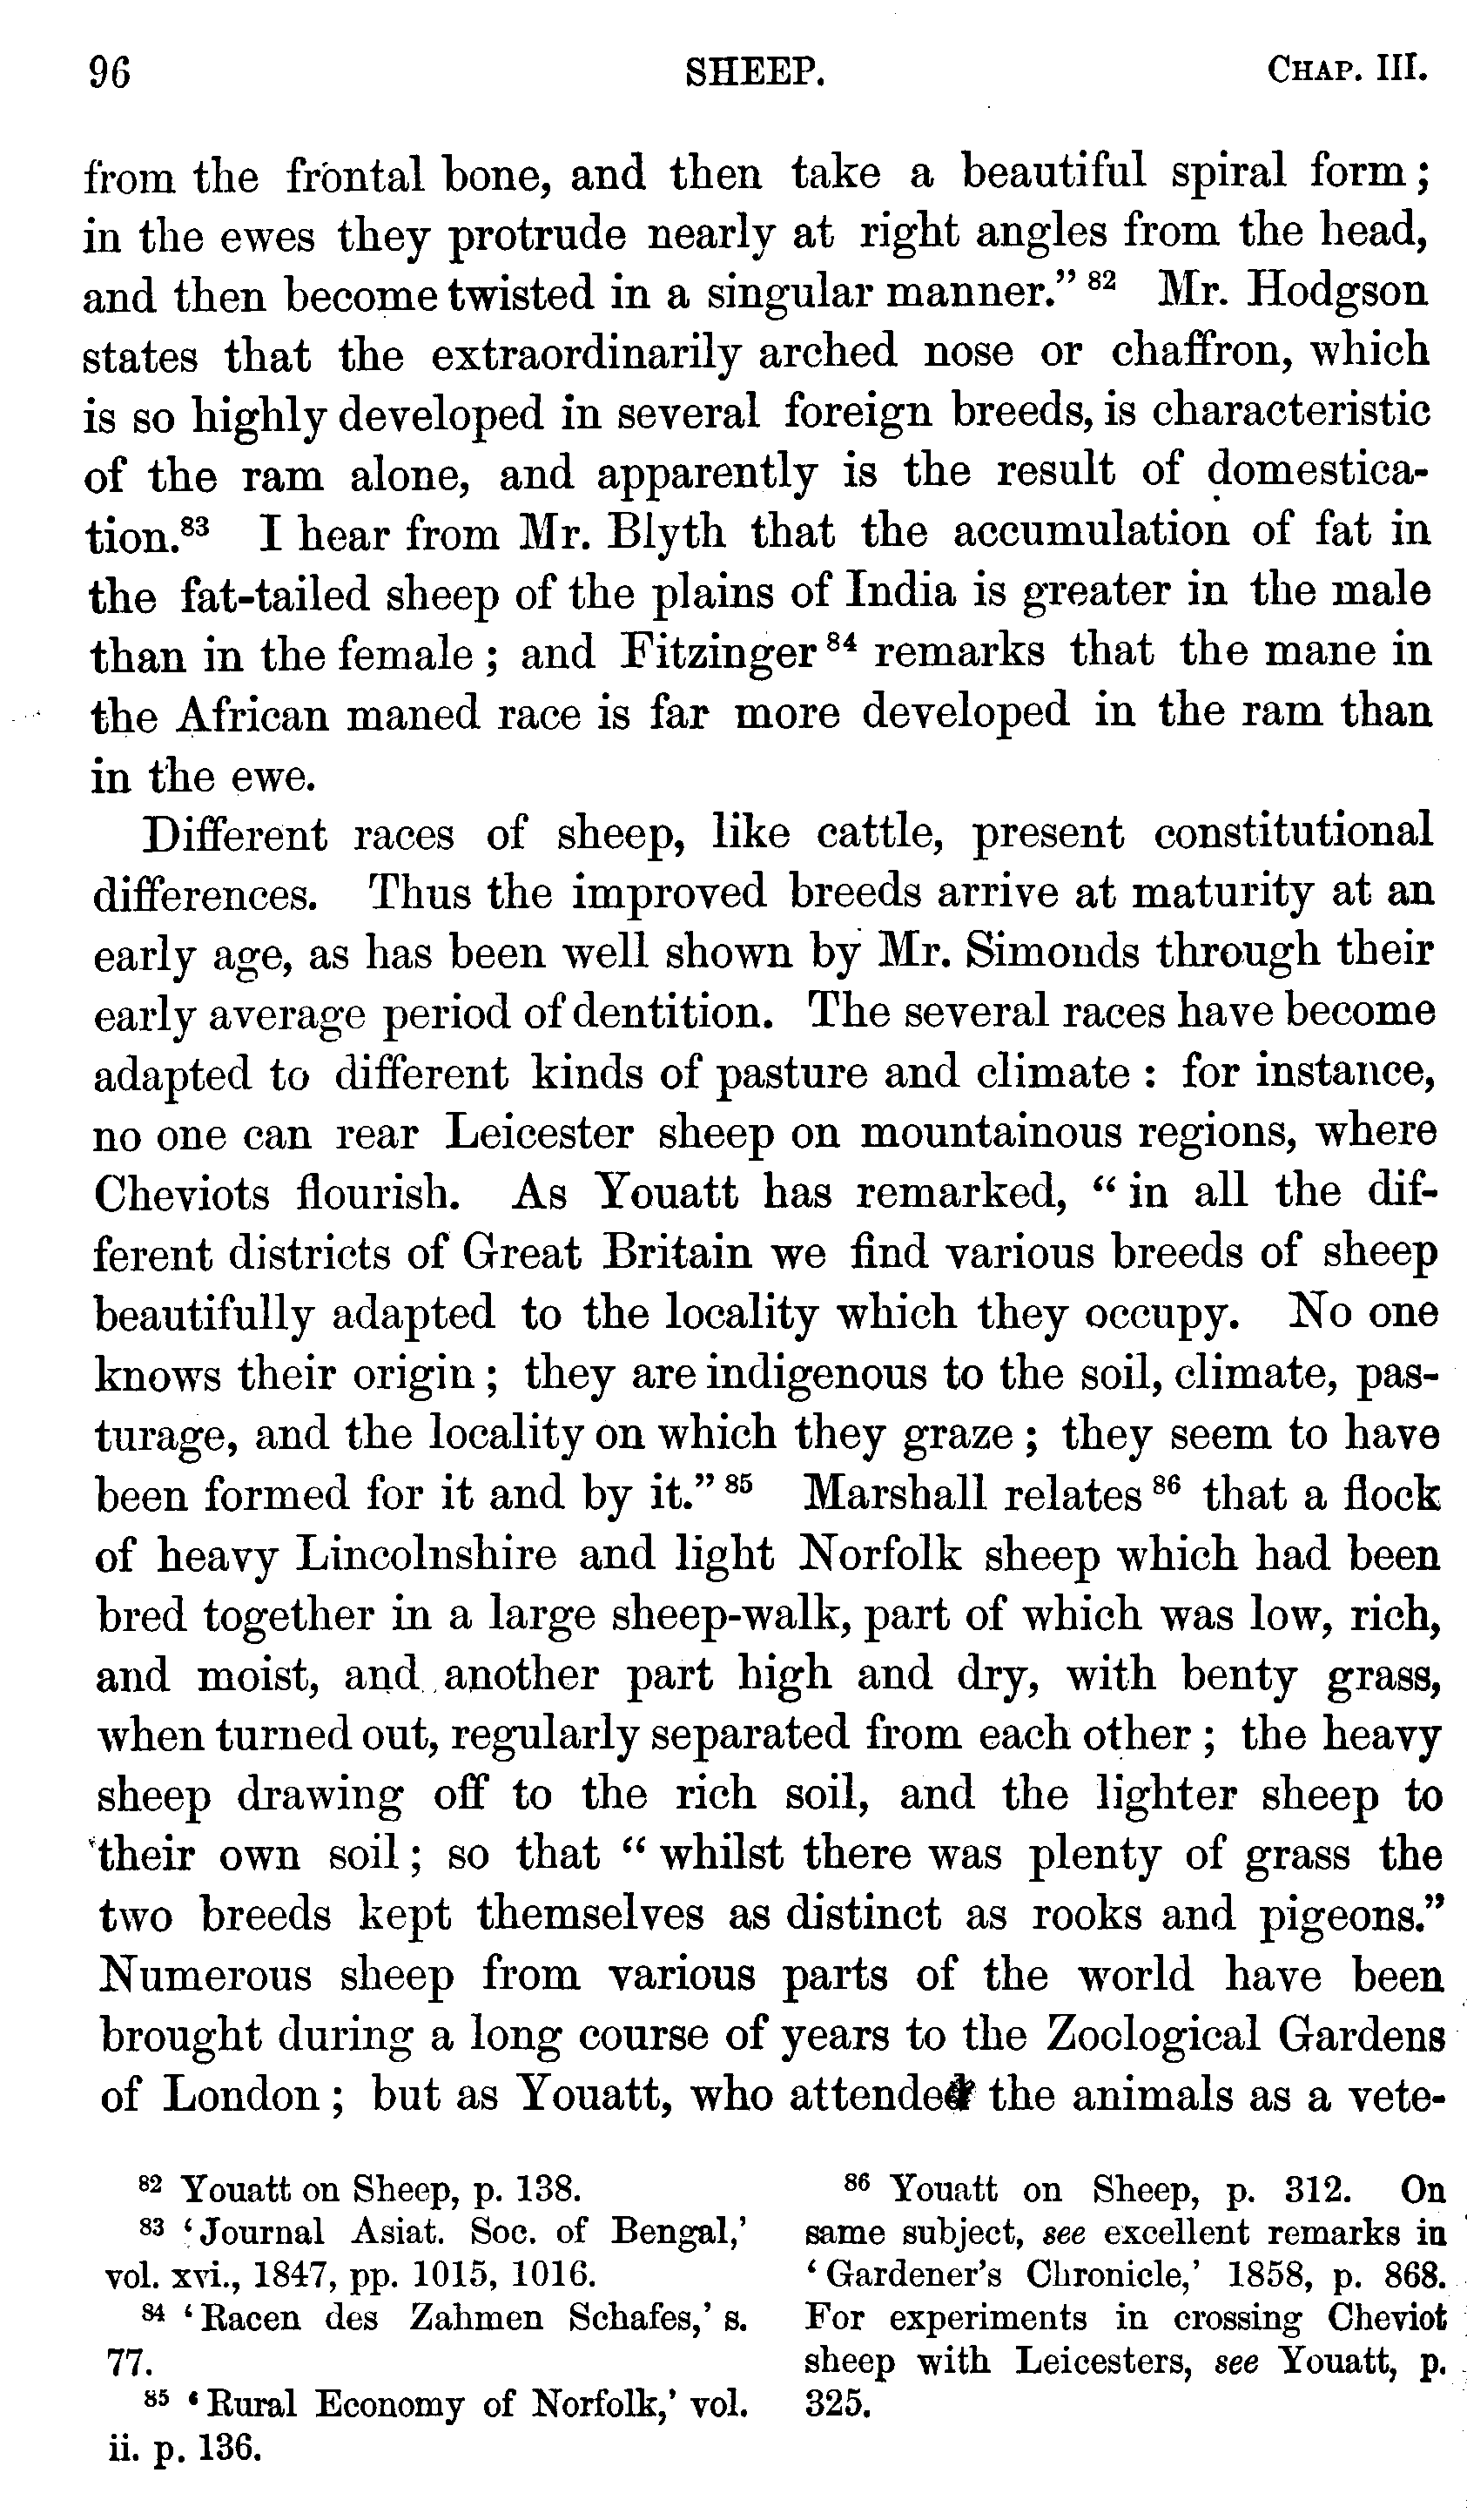 96 SHEEP. CHAP. III.
from the frontal bone, and then take a beautiful spiral form;
in the ewes they protrude nearly at right angles from the head,
and then become twisted in a singular manner.” ⁸² Mr. Hodgson
states that the extraordinarily arched nose or chaffron, which
is so highly developed in several foreign breeds, is characteristic
of the ram alone, and apparently is the result of domestica-
tion.⁸³ I hear from Mr. Blyth that the accumulation of fat in
the fat-tailed sheep of the plains of India is greater in the male
than in the female; and Fitzinger ⁸⁴ remarks that the mane in
the African maned race is far more developed in the ram than
in the ewe.
Different races of sheep, like cattle, present constitutional
differences. Thus the improved breeds arrive at maturity at an
early age, as has been well shown by Mr. Simonds through their
early average period of dentition. The several races have become
adapted to different kinds of pasture and climate: for instance,
no one can rear Leicester sheep on mountainous regions, where
Cheviots flourish. As Youatt has remarked, “in all the dif-
ferent districts of Great Britain we find various breeds of sheep
beautifully adapted to the locality which they occupy. No one
knows their origin; they are indigenous to the soil, climate, pas-
turage, and the locality on which they graze; they seem to have
been formed for it and by it.” ⁸⁵ Marshall relates ⁸⁶ that a flock
of heavy Lincolnshire and light Norfolk sheep which had been
bred together in a large sheep-walk, part of which was low, rich,
and moist, and another part high and dry, with benty grass,
when turned out, regularly separated from each other; the heavy
sheep drawing off to the rich soil, and the lighter sheep to
their own soil; so that “whilst there was plenty of grass the
two breeds kept themselves as distinct as rooks and pigeons.”
Numerous sheep from various parts of the world have been
brought during a long course of years to the Zoological Gardens
of London; but as Youatt, who attended the animals as a vete-
⁸² Youatt on Sheep, p. 138.
⁸³ ‘Journal Asiat. Soc. of Bengal,’
vol. xvi., 1847, pp. 1015, 1016.
⁸⁴ ‘Racen des Zahmen Schafes,’ s.
77.
⁸⁵ ‘Rural Economy of Norfolk,’ vol.
ii. p. 136.
⁸⁶ Youatt on Sheep, p. 312. On
same subject, see excellent remarks in
‘Gardener’s Chronicle,’ 1858, p. 868.
For experiments in crossing Cheviot
sheep with Leicesters, see Youatt, p.
325.